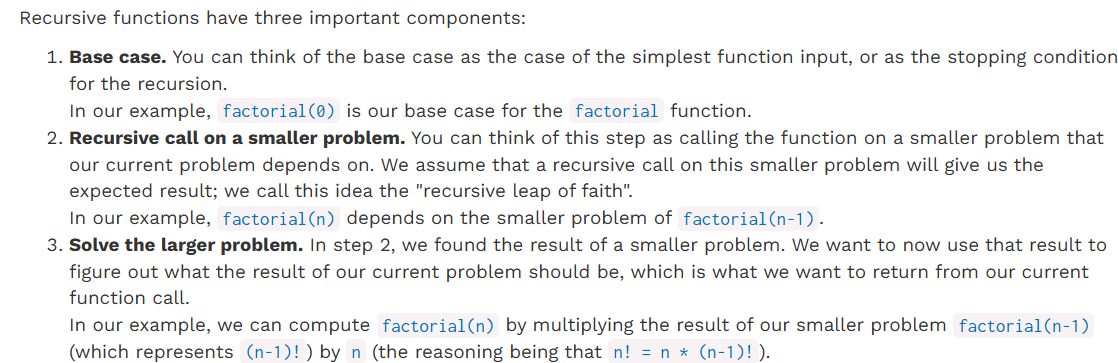 Recursive functions have three important components:
1. Base case. You can think of the base case as the case of the simplest function input, or as the stopping condition
for the recursion.
In our example, factorial(0) is our base case for the factorial function.
2. Recursive call on a smaller problem. You can think of this step as calling the function on a smaller problem that
our current problem depends on. We assume that a recursive call on this smaller problem will give us the
expected result; we call this idea the "recursive leap of faith".
In our example, factorial(n) depends on the smaller problem of factorial(n-1).
3. Solve the larger problem. In step 2, we found the result of a smaller problem. We want to now use that result to
figure out what the result of our current problem should be, which is what we want to return from our current
function call.
In our example, we can compute factorial(n) by multiplying the result of our smaller problem factorial(n-1)
(which represents (n-1)!) by n (the reasoning being that n! = n * (n-1)!).